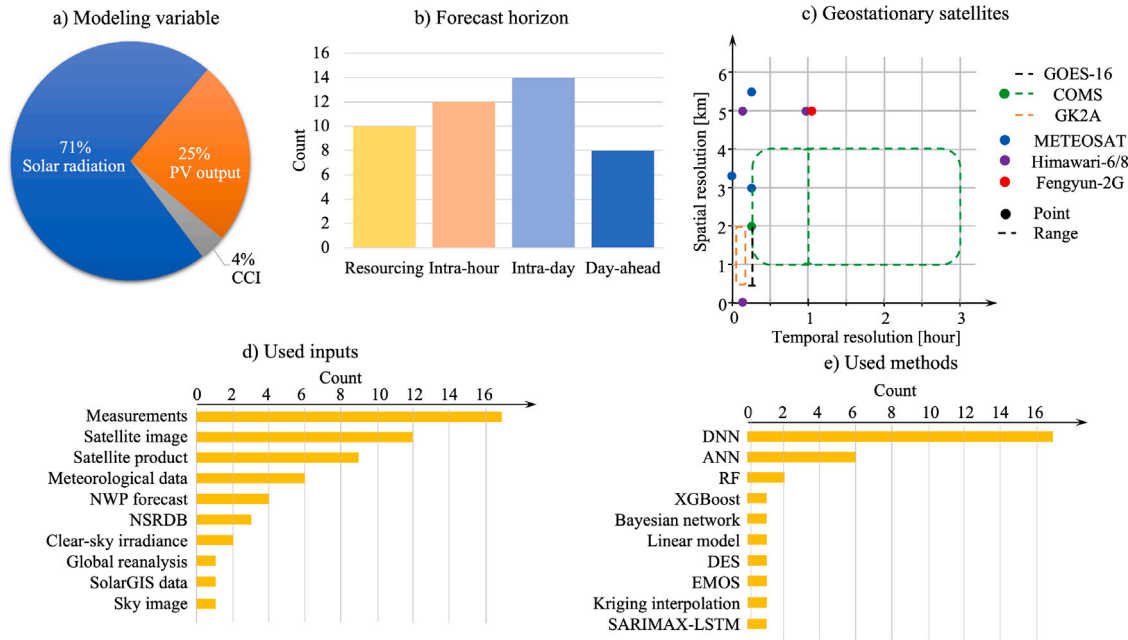 a) Modeling variable
71%
Solar radiation
25%
PV output
4%
CCI
b) Forecast horizon
Count
16
14
12
10
8
6
4
2
0
Resourcing
Intra-hour
Intra-day
Day-ahead
c) Geostationary satellites
Spatial resolution [km]
6
5
4
3
2
1
0
0
1
2
3
Temporal resolution [hour]
GOES-16
COMS
GK2A
METEOSAT
Himawari-6/8
Fengyun-2G
Point
Range
d) Used inputs
Count
0 2 4 6 8 10 12 14 16
Measurements
Satellite image
Satellite product
Meteorological data
NWP forecast
NSRDB
Clear-sky irradiance
Global reanalysis
SolarGIS data
Sky image
e) Used methods
Count
0 2 4 6 8 10 12 14 16
DNN
ANN
RF
XGBoost
Bayesian network
Linear model
DES
EMOS
Kriging interpolation
SARIMAX-LSTM